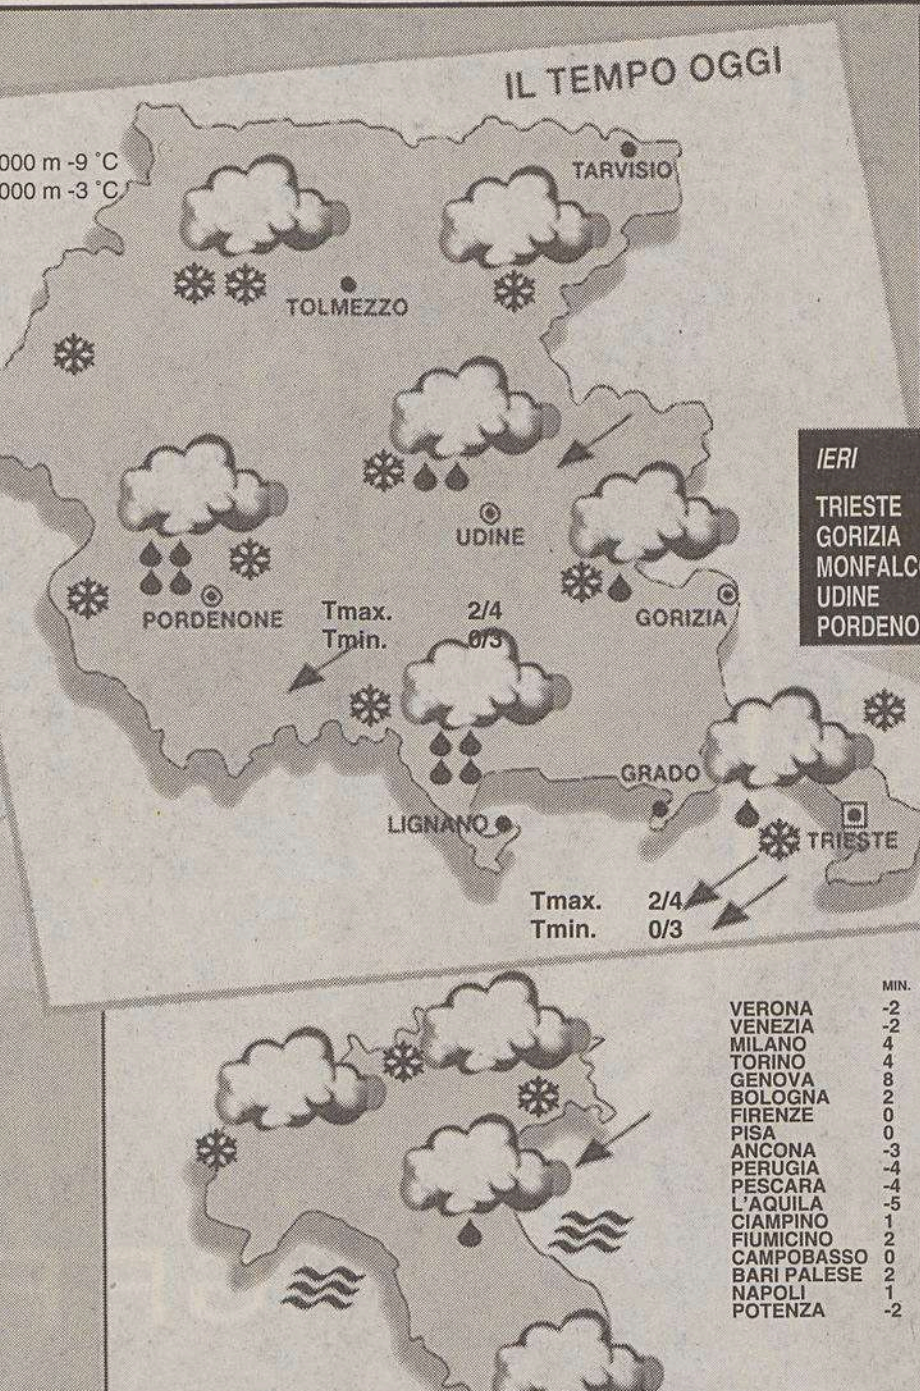 IL TEMPO OGGI
000 m -9 °C
000 m -3 °C
TARVISIO
TOLMEZZO
UDINE
PORDENONE
GORIZIA
Tmax. 2/4
Tmin. 0/3
GRADO
LIGNANO
TRIESTE
Tmax. 2/4
Tmin. 0/3
IERI
TRIESTE
GORIZIA
MONFALC
UDINE
PORDENO
MIN.
VERONA -2
VENEZIA -2
MILANO 4
TORINO 4
GENOVA 8
BOLOGNA 2
FIRENZE 0
PISA 0
ANCONA -3
PERUGIA -4
PESCARA -4
L'AQUILA -5
CIAMPINO 1
FIUMICINO 2
CAMPOBASSO 0
BARI PALESE 2
NAPOLI 1
POTENZA -2